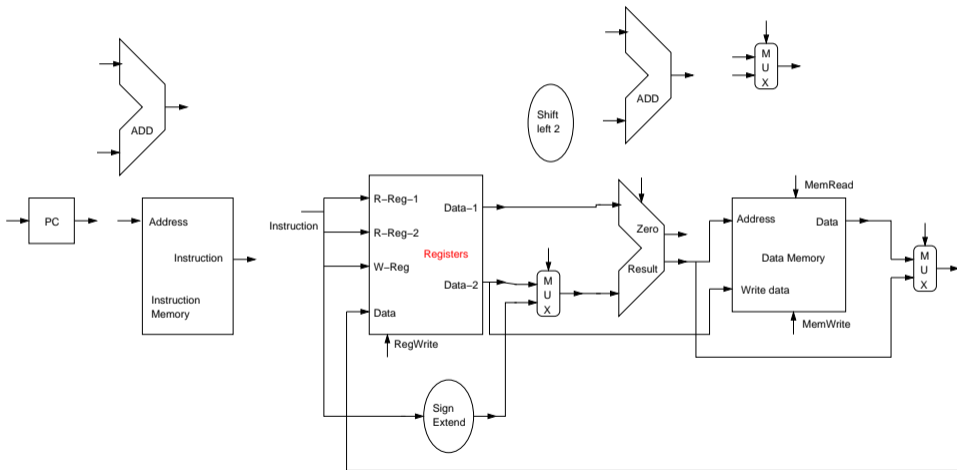 ADD
Shift
left 2
ADD
M
U
X
PC
Address
Instruction
Instruction
Memory
Instruction
R-Reg-1
R-Reg-2
W-Reg
Data
Data-1
Registers
Data-2
RegWrite
Sign
Extend
M
U
X
Zero
Result
MemRead
Address
Data
Data Memory
Write data
MemWrite
M
U
X